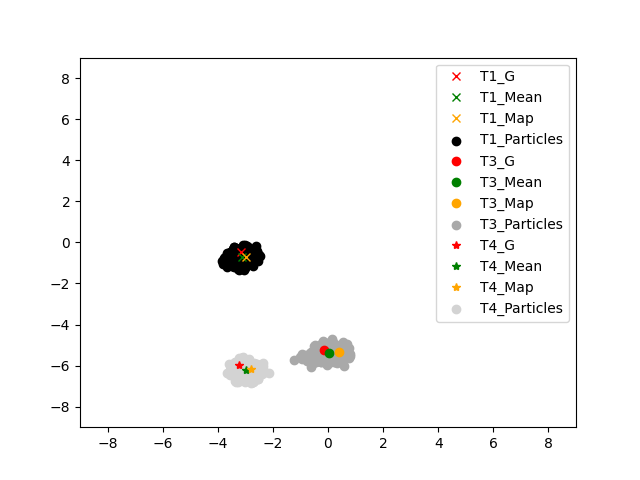 8
6
4
2
0
−2
−4
−6
−8
−8 −6 −4 −2 0 2 4 6 8
T1_G
T1_Mean
T1_Map
T1_Particles
T3_G
T3_Mean
T3_Map
T3_Particles
T4_G
T4_Mean
T4_Map
T4_Particles